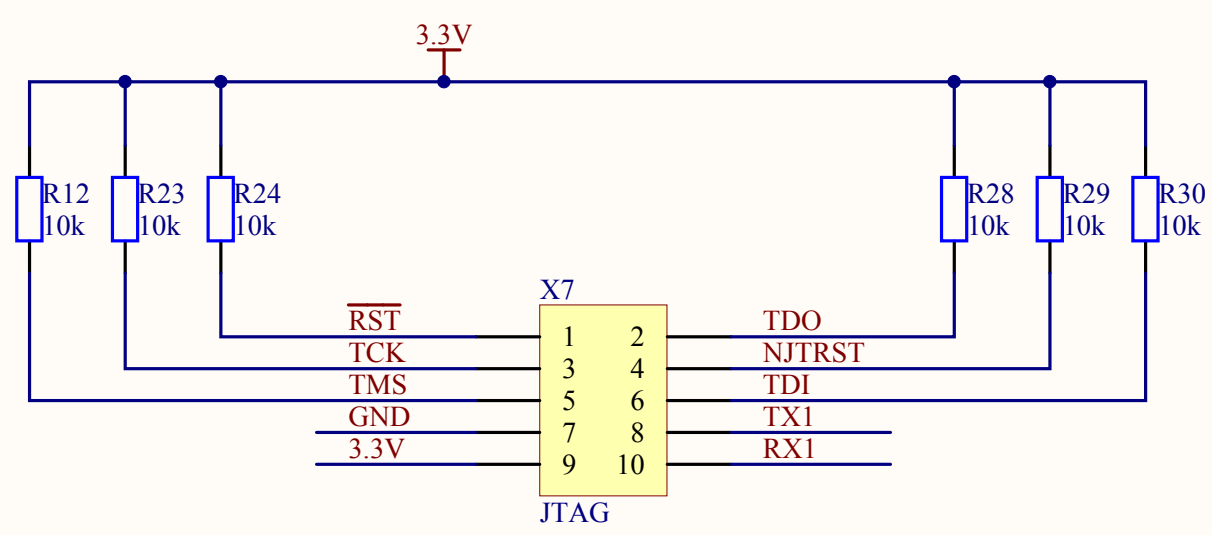 3.3V
R12
10k
R23
10k
R24
10k
R28
10k
R29
10k
R30
10k
X7
RST 1 2 TDO
TCK 3 4 NJTRST
TMS 5 6 TDI
GND 7 8 TX1
3.3V 9 10 RX1
JTAG